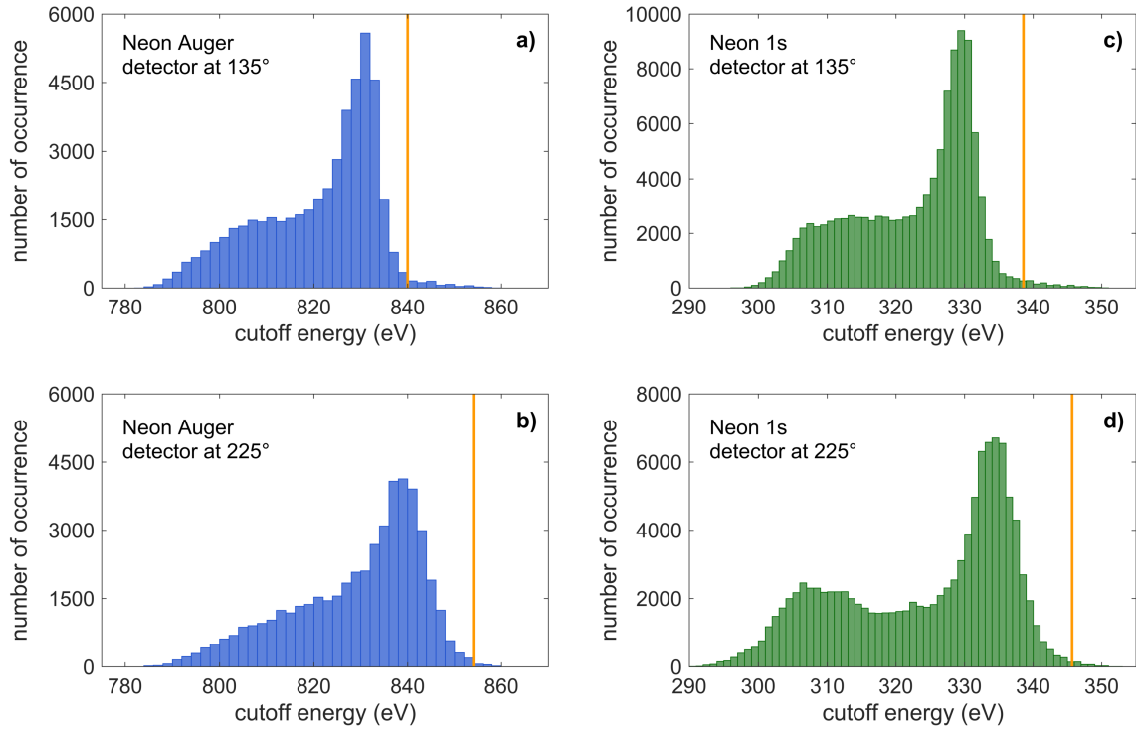 6000
4500
3000
1500
0
number of occurrence
Neon Auger
detector at 135°
a)
780
800
820
840
860
cutoff energy (eV)
10000
8000
6000
4000
2000
0
number of occurrence
Neon 1s
detector at 135°
c)
290
300
310
320
330
340
350
cutoff energy (eV)
6000
4500
3000
1500
0
number of occurrence
Neon Auger
detector at 225°
b)
780
800
820
840
860
cutoff energy (eV)
8000
6000
4000
2000
0
number of occurrence
Neon 1s
detector at 225°
d)
290
300
310
320
330
340
350
cutoff energy (eV)